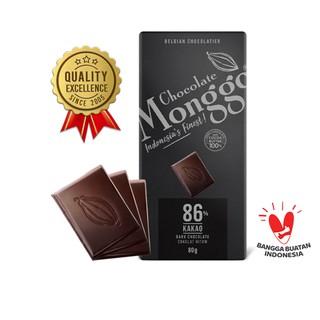 BELGIAN CHOCOLATIER
Chocolate
Monggo
Indonesia's Finest!
100%
QUALITY
EXCELLENCE
SINCE 2005
86%
KAKAO
DARK CHOCOLATE
COKLAT HITAM
80g
BANGGA BUATAN
INDONESIA